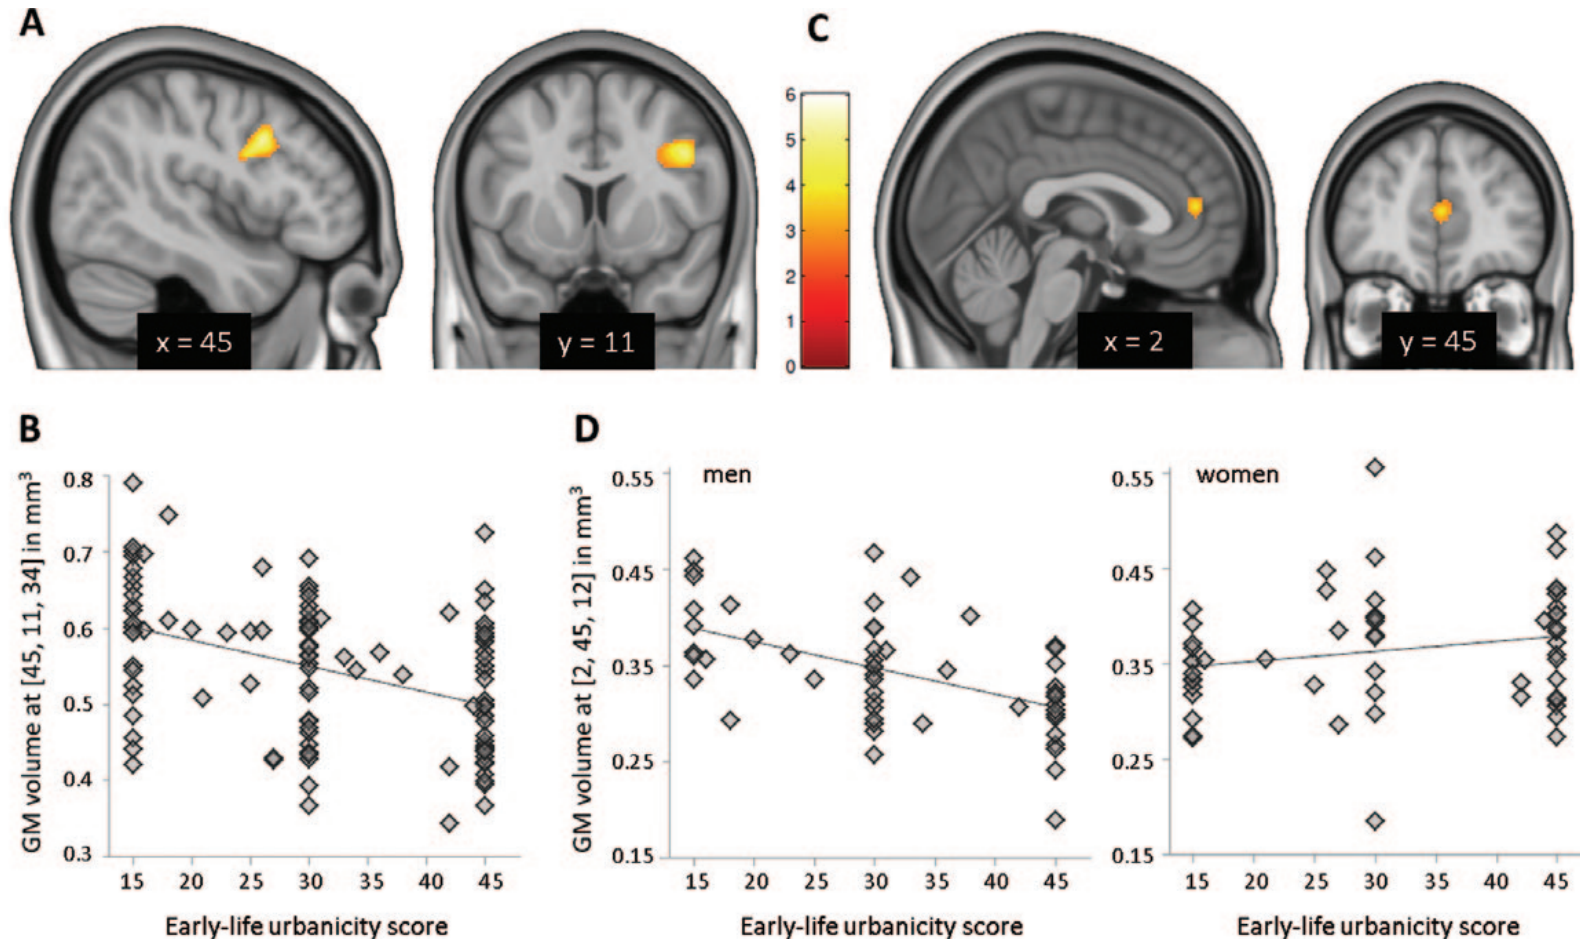 A
C
6
5
4
3
2
1
0
x = 45
y = 11
x = 2
y = 45
B
GM volume at [45, 11, 34] in mm³
0.8
0.7
0.6
0.5
0.4
0.3
15 20 25 30 35 40 45
Early-life urbanicity score
D
GM volume at [2, 45, 12] in mm³
men
0.55
0.45
0.35
0.25
0.15
15 20 25 30 35 40 45
Early-life urbanicity score
women
0.55
0.45
0.35
0.25
0.15
15 20 25 30 35 40 45
Early-life urbanicity score